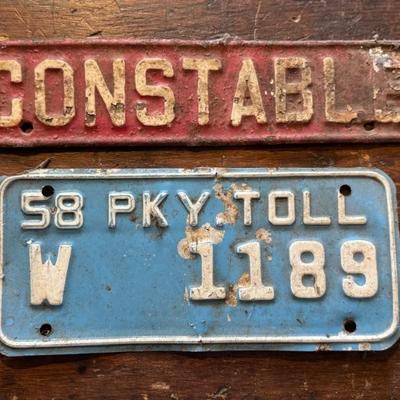 CONSTABLE
58 PKY. TOLL
W 1189